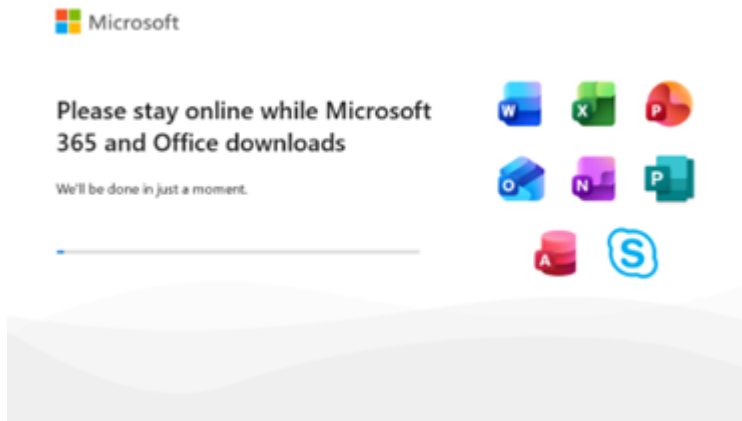 Microsoft
Please stay online while Microsoft
365 and Office downloads
We'll be done in just a moment.
W
X
P
O
N
P
A
S